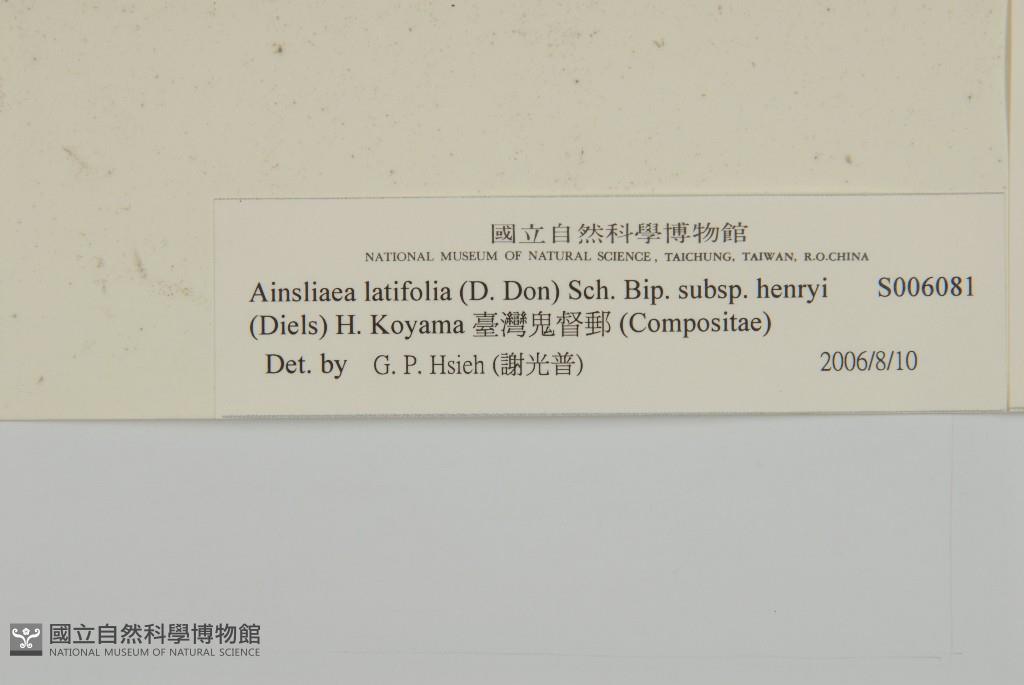 國立自然科學博物館
NATIONAL MUSEUM OF NATURAL SCIENCE, TAICHUNG, TAIWAN, R.O.CHINA
Ainsliaea latifolia (D. Don) Sch. Bip. subsp. henryi S006081
(Diels) H. Koyama 臺灣鬼督郵 (Compositae)
Det. by G. P. Hsieh (謝光普) 2006/8/10
國立自然科學博物館
NATIONAL MUSEUM OF NATURAL SCIENCE